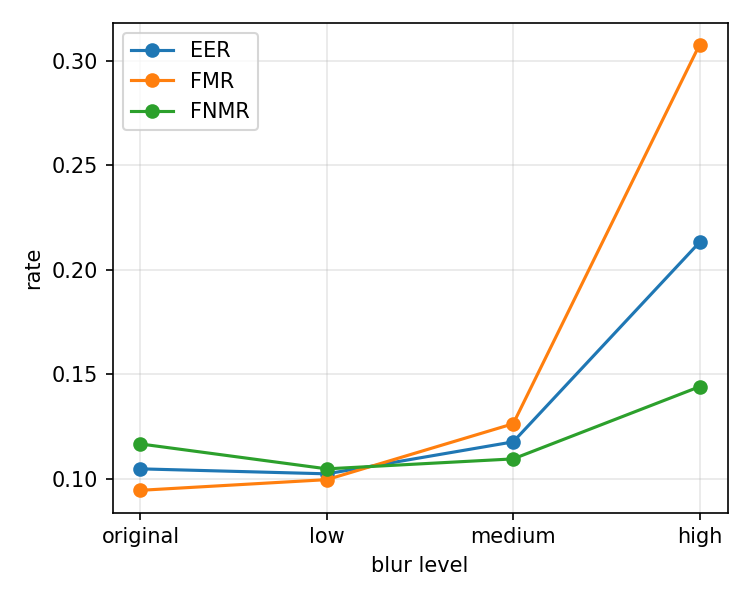 EER
FMR
FNMR
0.30
0.25
0.20
0.15
0.10
rate
original low medium high
blur level